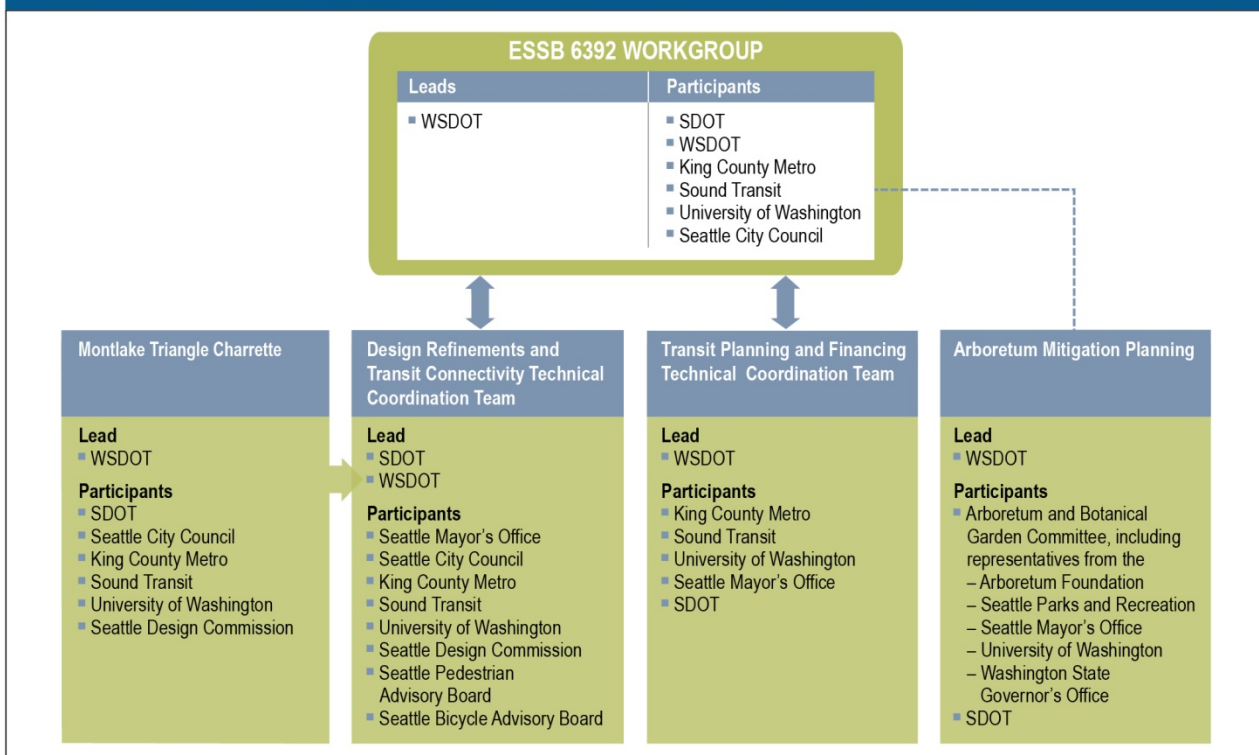 ESSB 6392 WORKGROUP
Leads
▪ WSDOT
Participants
▪ SDOT
▪ WSDOT
▪ King County Metro
▪ Sound Transit
▪ University of Washington
▪ Seattle City Council
Montlake Triangle Charrette
Lead
▪ WSDOT
Participants
▪ SDOT
▪ Seattle City Council
▪ King County Metro
▪ Sound Transit
▪ University of Washington
▪ Seattle Design Commission
Design Refinements and
Transit Connectivity Technical
Coordination Team
Lead
▪ SDOT
▪ WSDOT
Participants
▪ Seattle Mayor's Office
▪ Seattle City Council
▪ King County Metro
▪ Sound Transit
▪ University of Washington
▪ Seattle Design Commission
▪ Seattle Pedestrian
Advisory Board
▪ Seattle Bicycle Advisory Board
Transit Planning and Financing
Technical Coordination Team
Lead
▪ WSDOT
Participants
▪ King County Metro
▪ Sound Transit
▪ University of Washington
▪ Seattle Mayor's Office
▪ SDOT
Arboretum Mitigation Planning
Lead
▪ WSDOT
Participants
▪ Arboretum and Botanical
Garden Committee, including
representatives from the
– Arboretum Foundation
– Seattle Parks and Recreation
– Seattle Mayor's Office
– University of Washington
– Washington State
Governor's Office
▪ SDOT